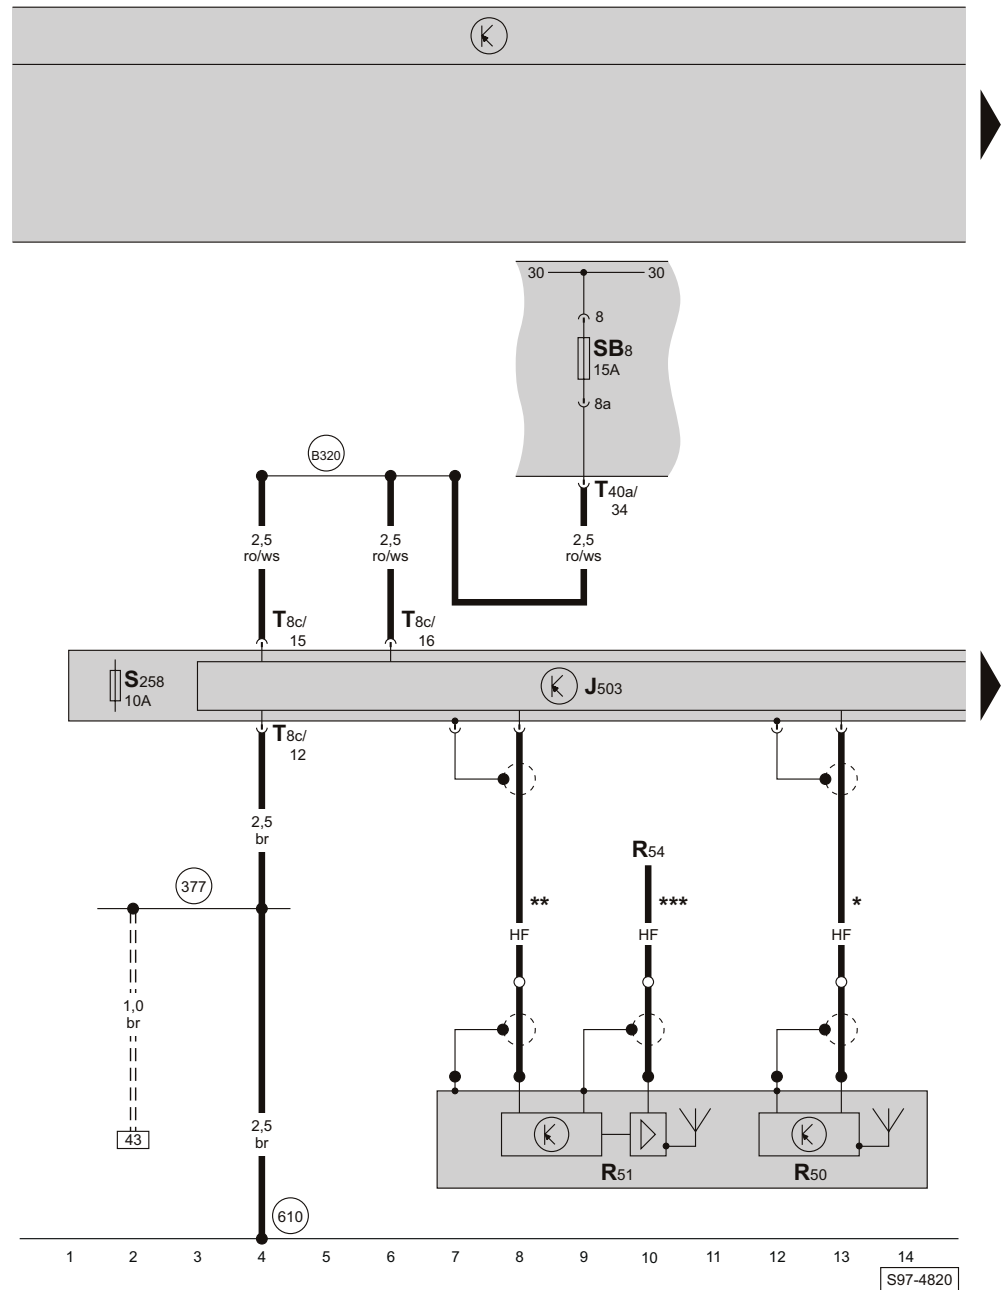 30 30
8
SB8
15A
8a
B320
T40a/
34
2,5 2,5 2,5
ro/ws ro/ws ro/ws
T8c/ T8c/
15 16
S258
10A
J503
T8c/
12
2,5
br
R54
377
** *** *
HF HF HF
1,0
br
2,5
br
43
R51 R50
610
1 2 3 4 5 6 7 8 9 10 11 12 13 14
S97-4820